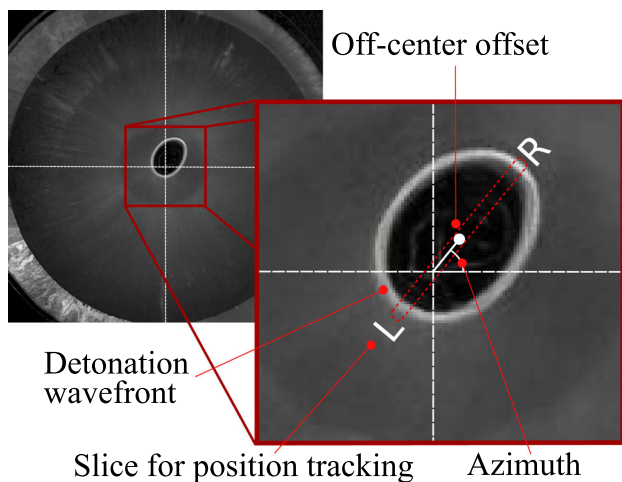 Off-center offset
R
L
Detonation
wavefront
Slice for position tracking
Azimuth